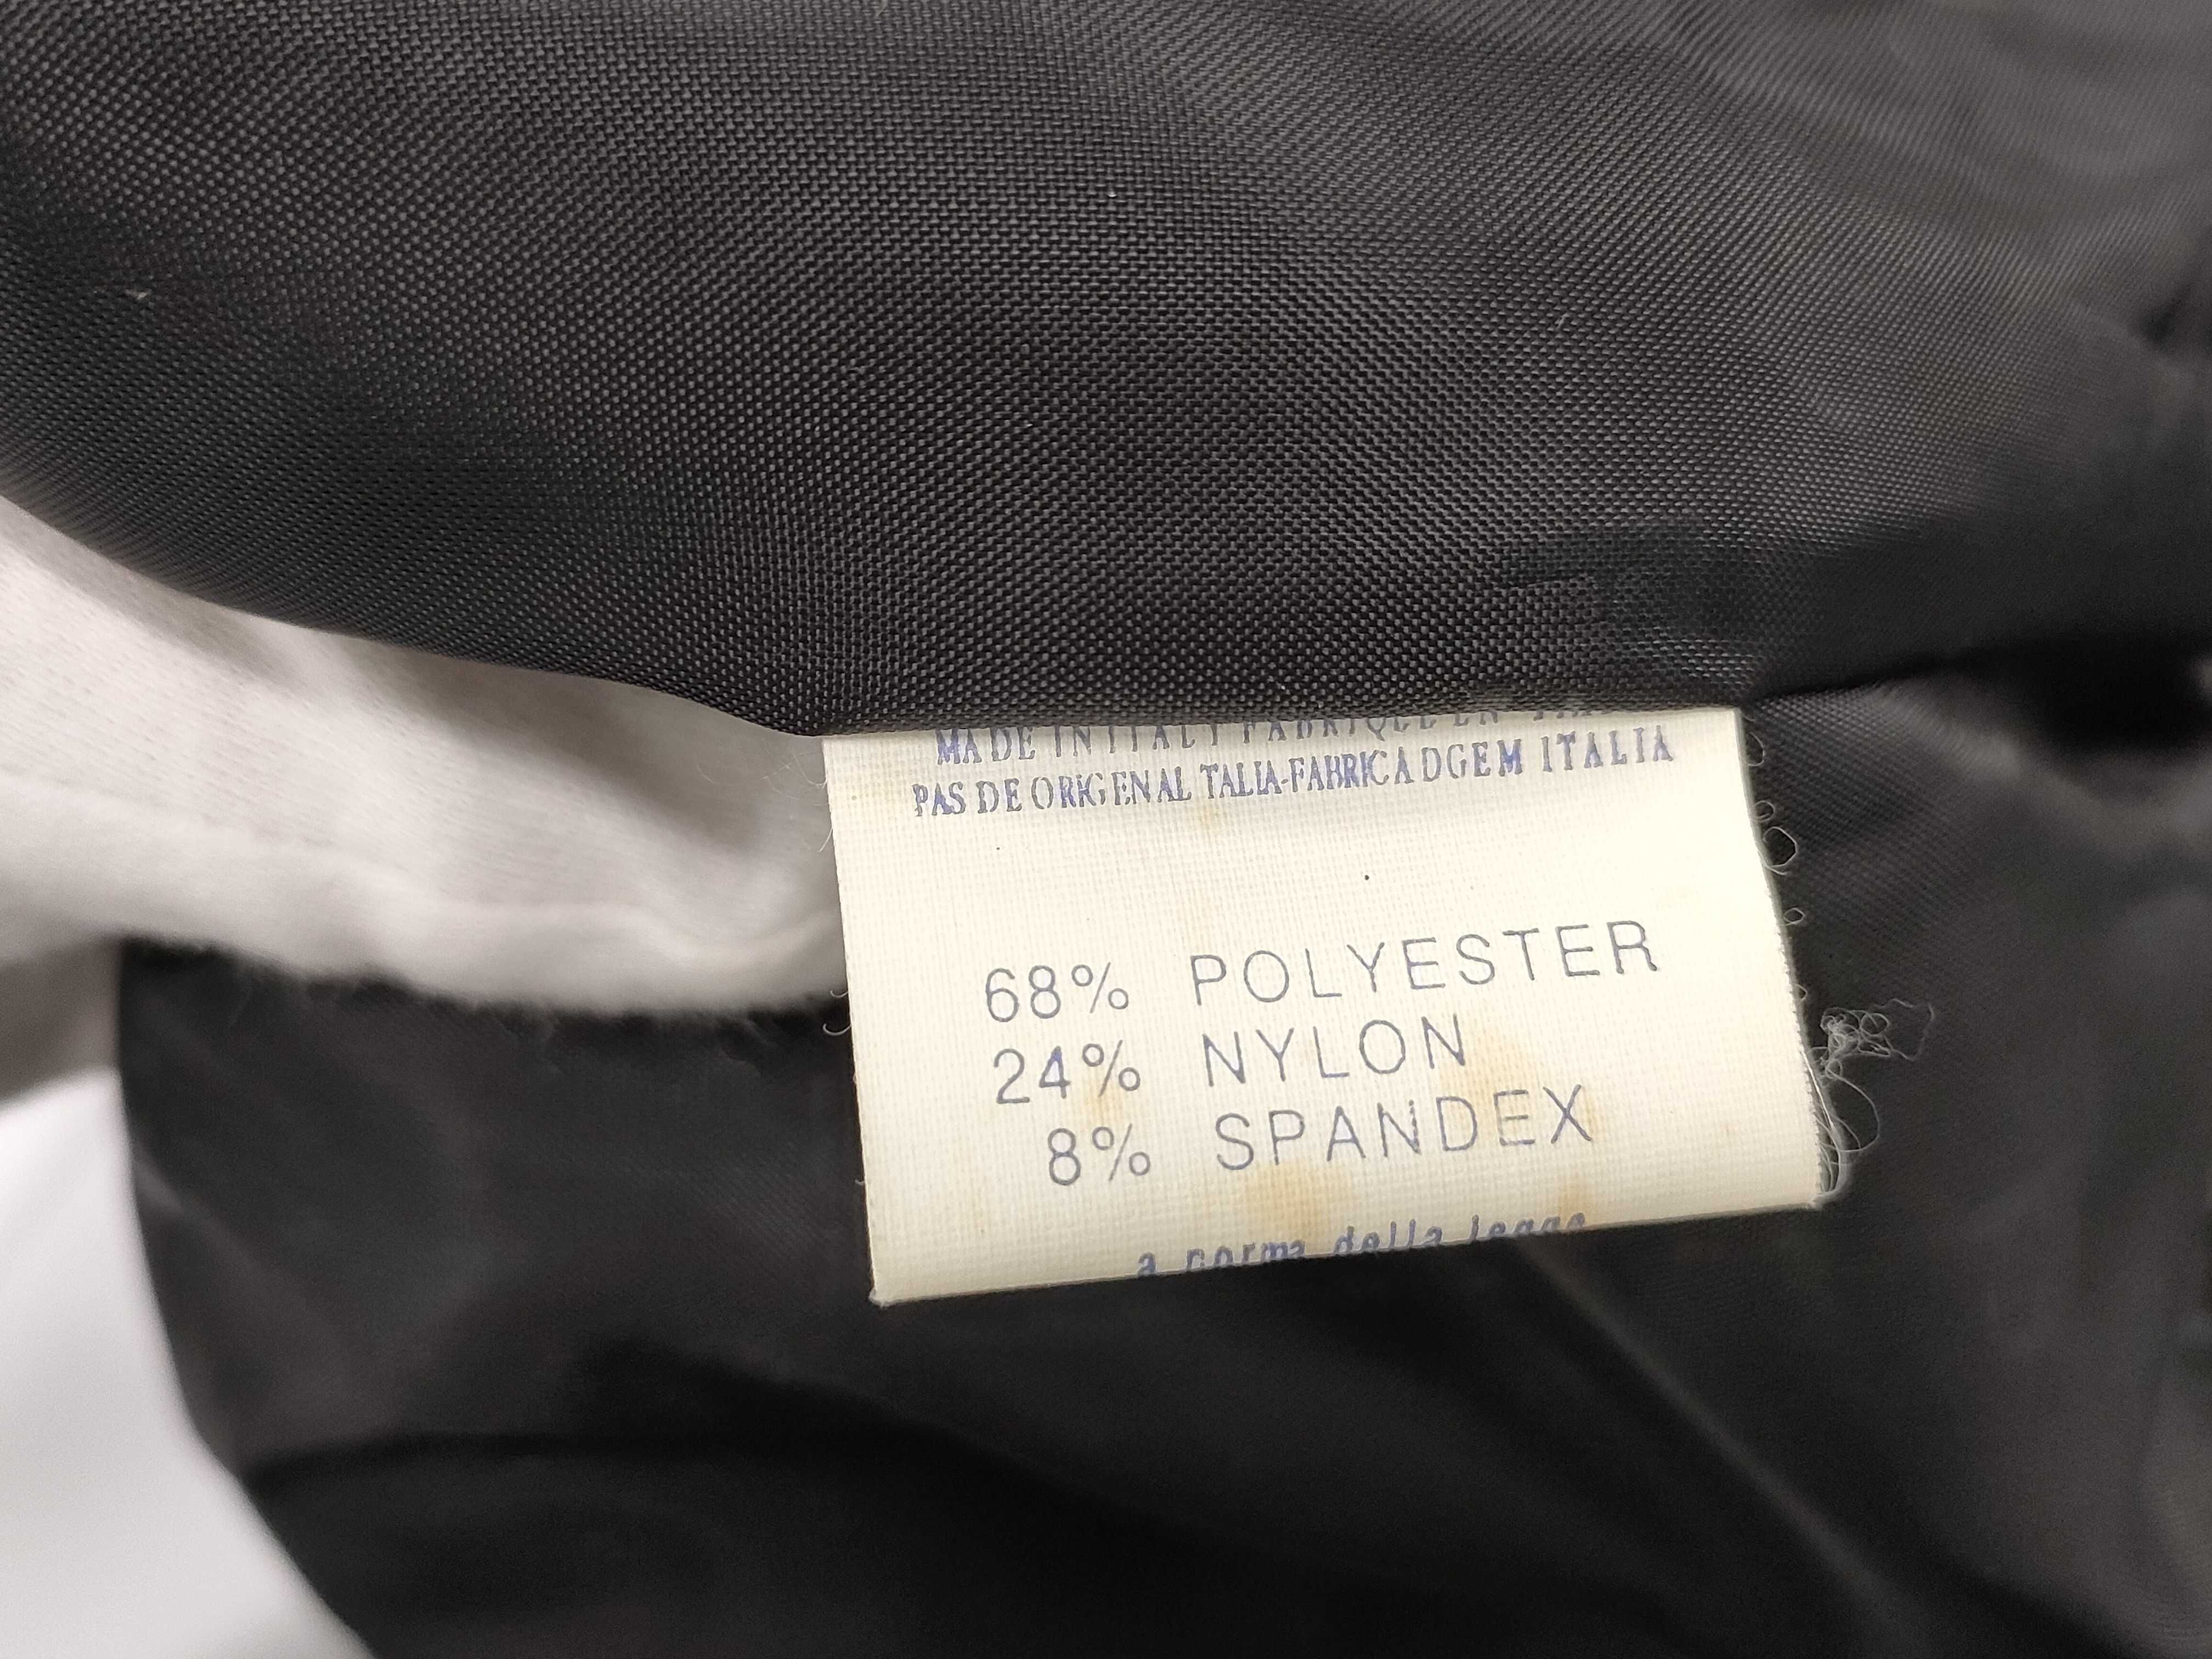 MADE IN ITALY FABRIQUE EN
PAS DE ORIGENAL TALIA-FABRICADGEM ITALIA
68% POLYESTER
24% NYLON
8% SPANDEX
a norma della legge